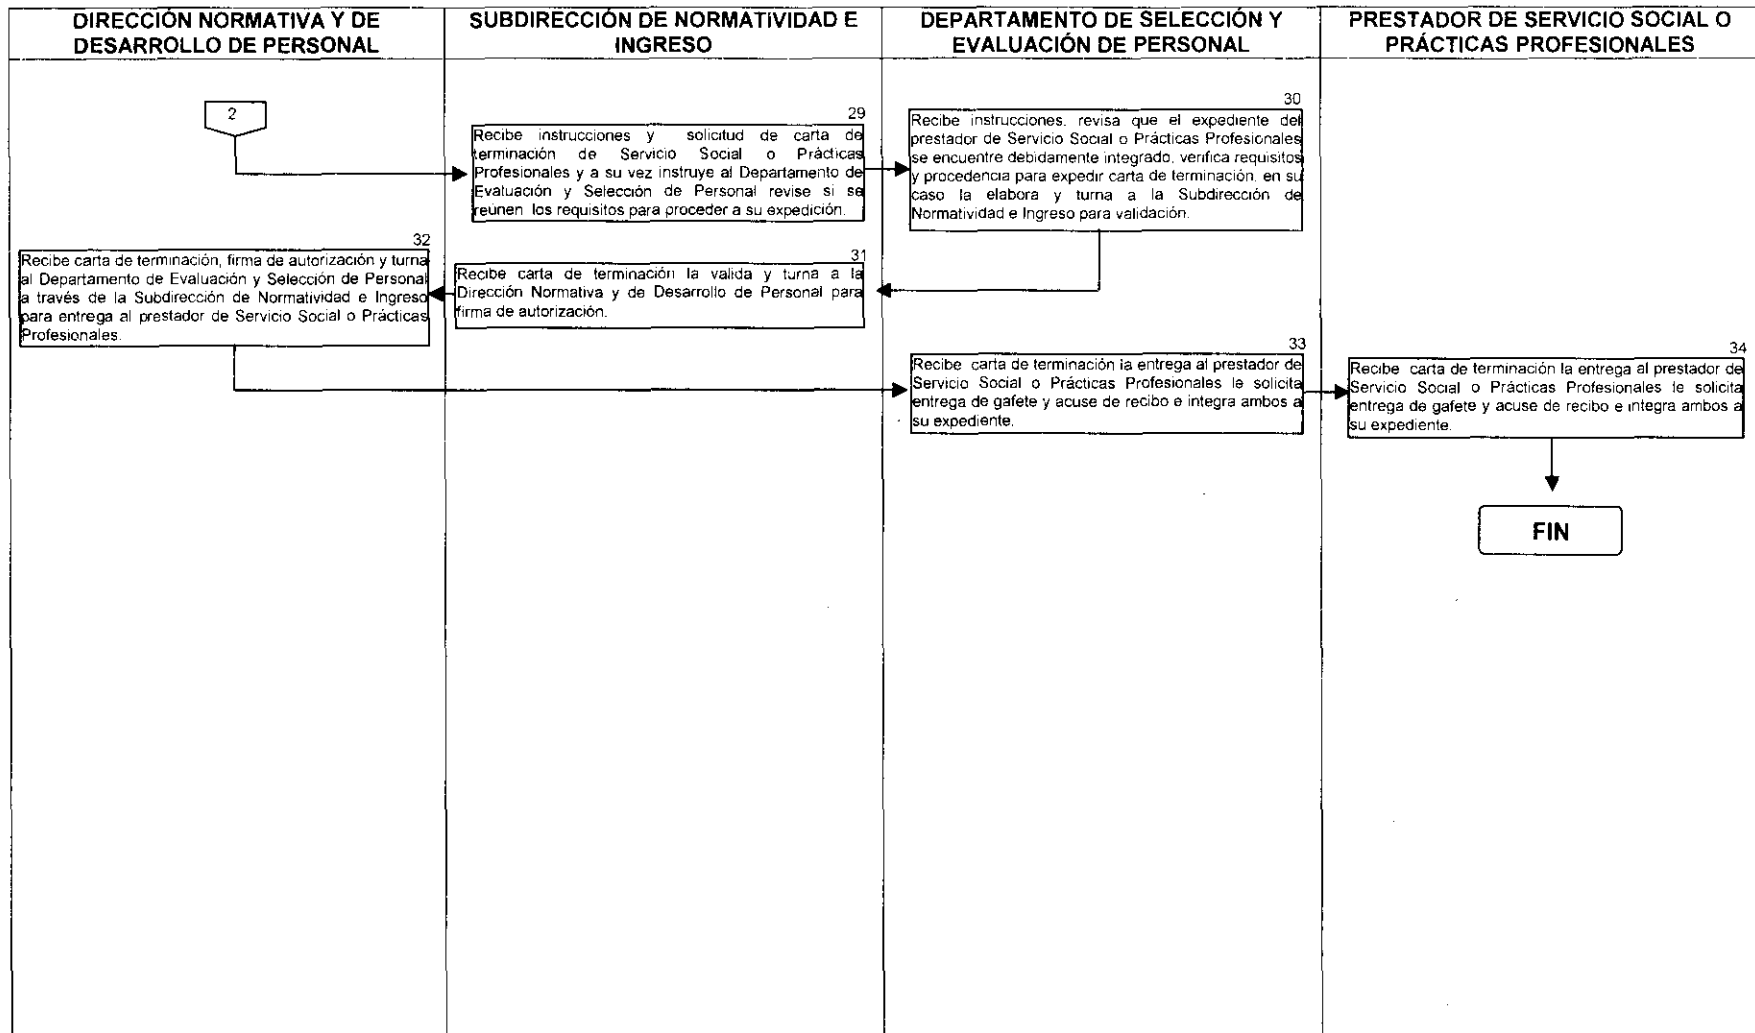 DIRECCIÓN NORMATIVA Y DE
DESARROLLO DE PERSONAL
SUBDIRECCIÓN DE NORMATIVIDAD E
INGRESO
DEPARTAMENTO DE SELECCIÓN Y
EVALUACIÓN DE PERSONAL
PRESTADOR DE SERVICIO SOCIAL O
PRÁCTICAS PROFESIONALES
2
29
Recibe instrucciones y solicitud de carta de
terminación de Servicio Social o Prácticas
Profesionales y a su vez instruye al Departamento de
Evaluación y Selección de Personal revise si se
reúnen los requisitos para proceder a su expedición.
30
Recibe instrucciones, revisa que el expediente del
prestador de Servicio Social o Prácticas Profesionales
se encuentre debidamente integrado, verifica requisitos
y procedencia para expedir carta de terminación, en su
caso la elabora y turna a la Subdirección de
Normatividad e Ingreso para validación.
32
Recibe carta de terminación, firma de autorización y turna
al Departamento de Evaluación y Selección de Personal
a través de la Subdirección de Normatividad e Ingreso
para entrega al prestador de Servicio Social o Prácticas
Profesionales.
31
Recibe carta de terminación la valida y turna a la
Dirección Normativa y de Desarrollo de Personal para
firma de autorización.
33
Recibe carta de terminación la entrega al prestador de
Servicio Social o Prácticas Profesionales le solicita
entrega de gafete y acuse de recibo e integra ambos a
su expediente.
34
Recibe carta de terminación la entrega al prestador de
Servicio Social o Prácticas Profesionales le solicita
entrega de gafete y acuse de recibo e integra ambos a
su expediente.
FIN